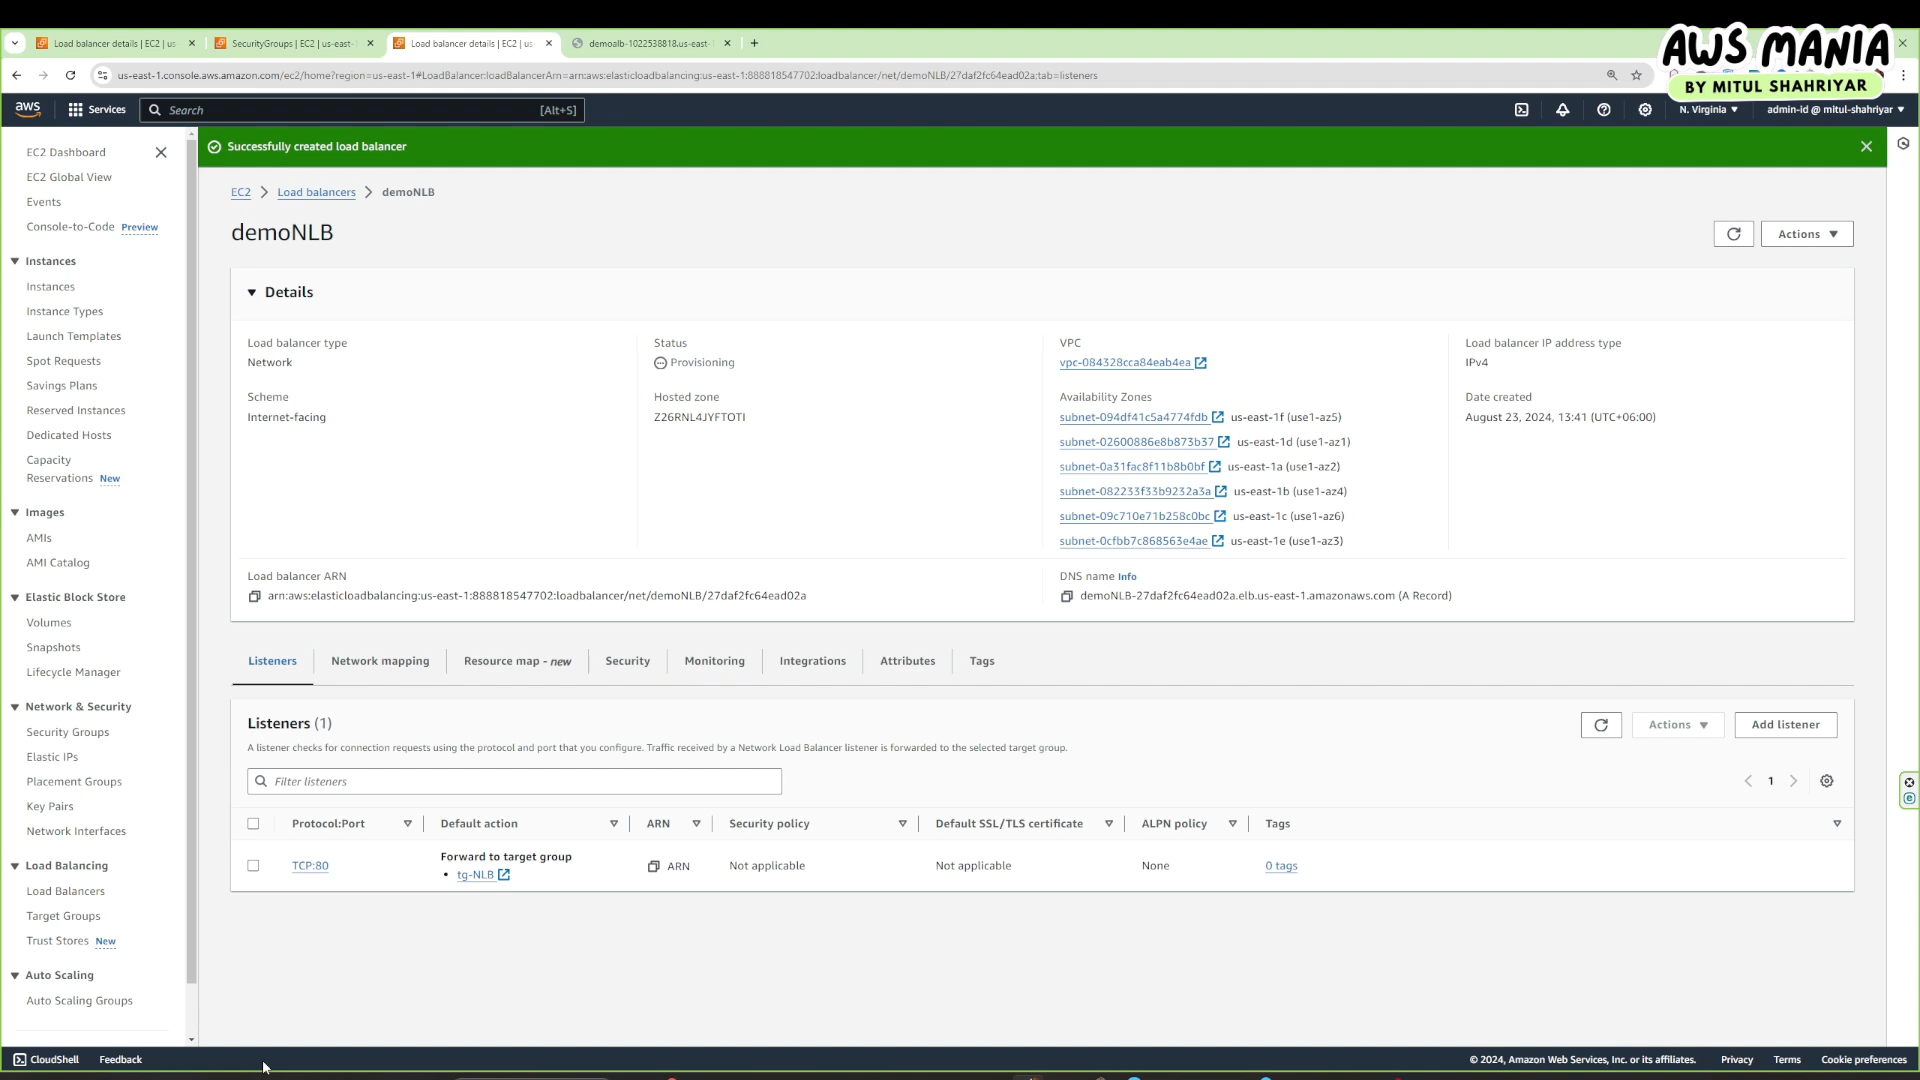 Load balancer details | EC2 | us
SecurityGroups | EC2 | us-east-
Load balancer details | EC2 | us-
demoalb-1022538818.us-east-
AWS MANIA
BY MITUL SHAHRIYAR
us-east-1.console.aws.amazon.com/ec2/home?region=us-east-1#LoadBalancer:loadBalancerArn=arn:aws:elasticloadbalancing:us-east-1:888818547702:loadbalancer/net/demoNLB/27daf2fc64ead02a;tab=listeners
aws Services Search [Alt+S] N. Virginia admin-id @ mitul-shahriyar
EC2 Dashboard
EC2 Global View
Events
Console-to-Code Preview
Instances
Instances
Instance Types
Launch Templates
Spot Requests
Savings Plans
Reserved Instances
Dedicated Hosts
Capacity
Reservations New
Images
AMIs
AMI Catalog
Elastic Block Store
Volumes
Snapshots
Lifecycle Manager
Network & Security
Security Groups
Elastic IPs
Placement Groups
Key Pairs
Network Interfaces
Load Balancing
Load Balancers
Target Groups
Trust Stores New
Auto Scaling
Auto Scaling Groups
Successfully created load balancer
EC2 > Load balancers > demoNLB
demoNLB
Actions
Details
Load balancer type
Network
Scheme
Internet-facing
Status
Provisioning
Hosted zone
Z26RNL4JYFTOTI
VPC
vpc-084328cca84eab4ea
Availability Zones
subnet-094df41c5a4774fdb us-east-1f (use1-az5)
subnet-02600886e8b873b37 us-east-1d (use1-az1)
subnet-0a31fac8f11b8b0bf us-east-1a (use1-az2)
subnet-082233f33b9232a3a us-east-1b (use1-az4)
subnet-09c710e71b258c0bc us-east-1c (use1-az6)
subnet-0cfbb7c868563e4ae us-east-1e (use1-az3)
Load balancer IP address type
IPv4
Date created
August 23, 2024, 13:41 (UTC+06:00)
Load balancer ARN
arn:aws:elasticloadbalancing:us-east-1:888818547702:loadbalancer/net/demoNLB/27daf2fc64ead02a
DNS name Info
demoNLB-27daf2fc64ead02a.elb.us-east-1.amazonaws.com (A Record)
Listeners Network mapping Resource map - new Security Monitoring Integrations Attributes Tags
Listeners (1)
Actions Add listener
A listener checks for connection requests using the protocol and port that you configure. Traffic received by a Network Load Balancer listener is forwarded to the selected target group.
Filter listeners
1
Protocol:Port Default action ARN Security policy Default SSL/TLS certificate ALPN policy Tags
TCP:80 Forward to target group ARN Not applicable Not applicable None 0 tags
• tg-NLB
CloudShell Feedback © 2024, Amazon Web Services, Inc. or its affiliates. Privacy Terms Cookie preferences